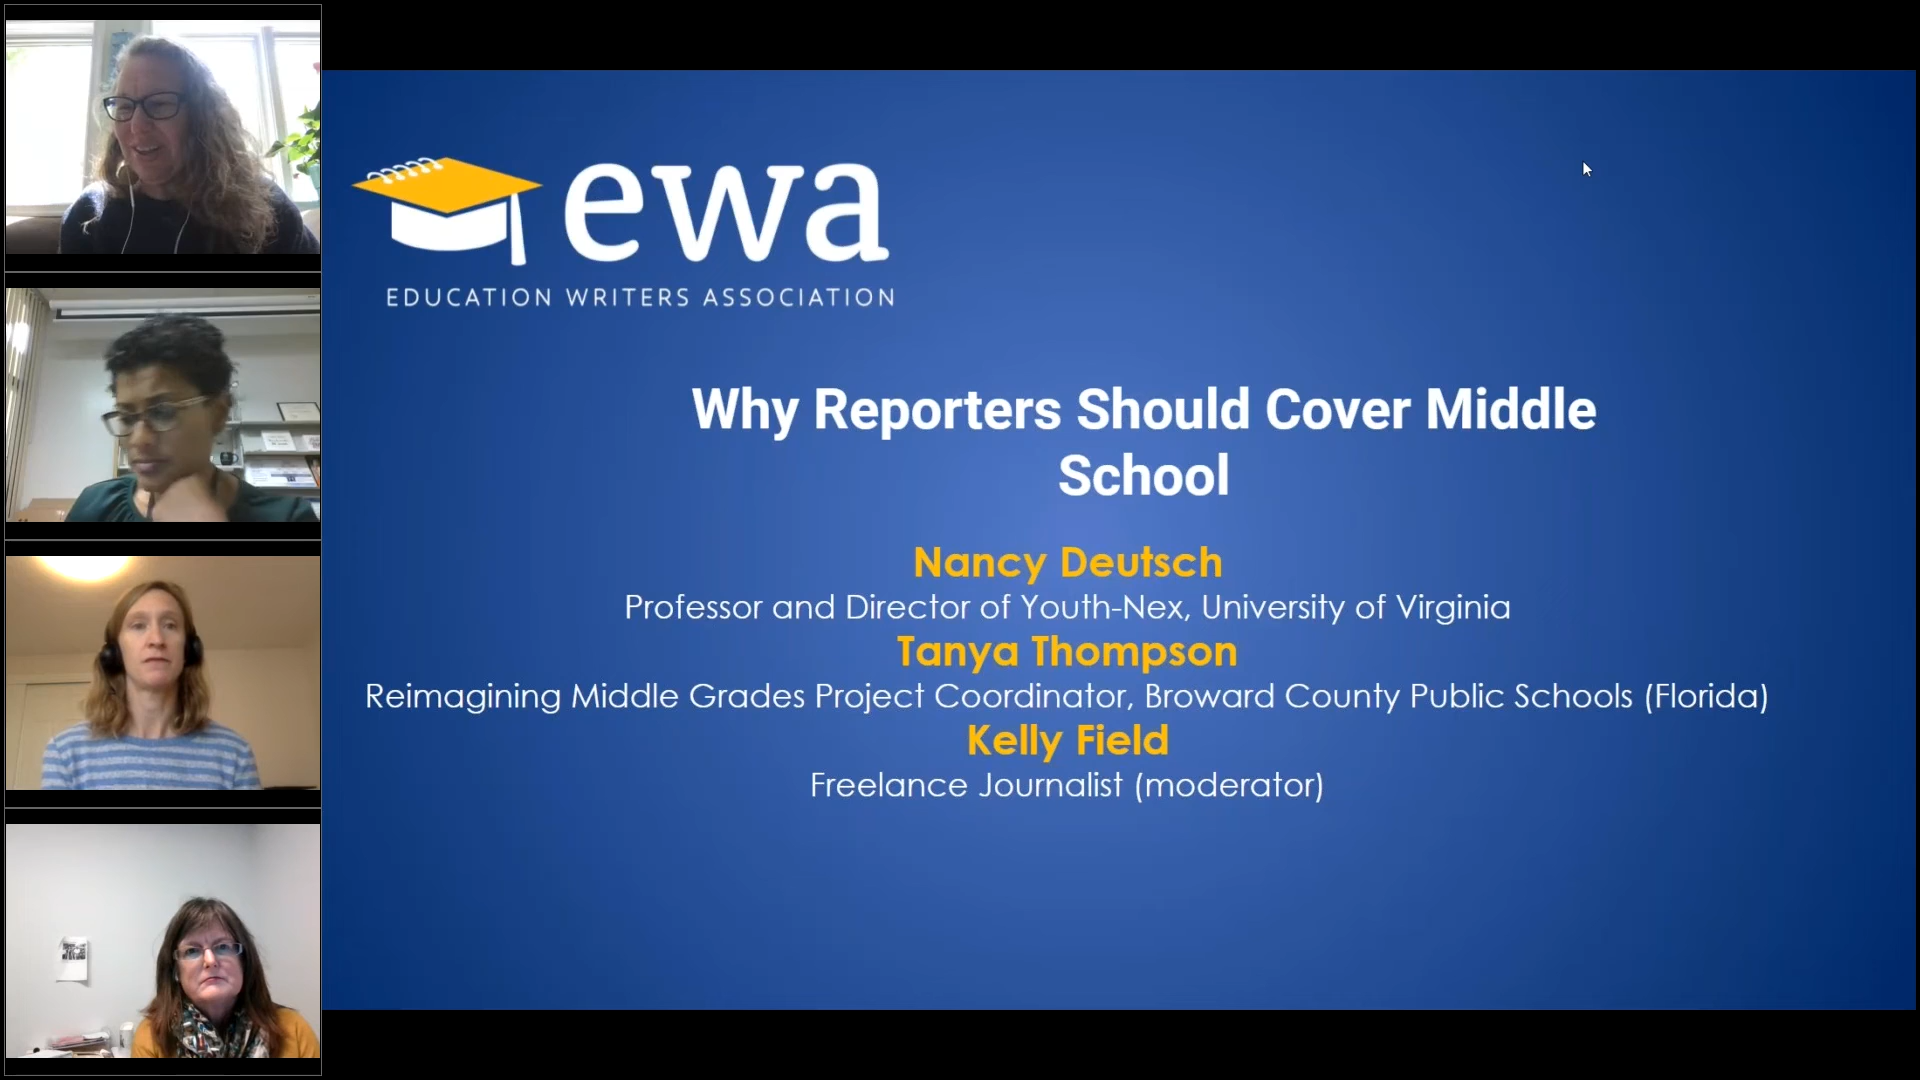 ewa
EDUCATION WRITERS ASSOCIATION
Why Reporters Should Cover Middle
School
Nancy Deutsch
Professor and Director of Youth-Nex, University of Virginia
Tanya Thompson
Reimagining Middle Grades Project Coordinator, Broward County Public Schools (Florida)
Kelly Field
Freelance Journalist (moderator)